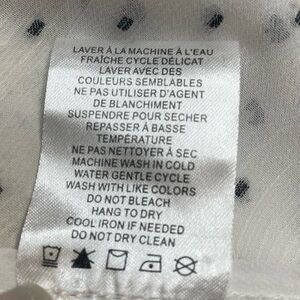 LAVER À LA MACHINE À L'EAU
FRAÎCHE CYCLE DÉLICAT
LAVER AVEC DES
COULEURS SEMBLABLES
NE PAS UTILISER D'AGENT
DE BLANCHIMENT
SUSPENDRE POUR SECHER
REPASSER À BASSE
TEMPÉRATURE
NE PAS NETTOYER À SEC
MACHINE WASH IN COLD
WATER GENTLE CYCLE
WASH WITH LIKE COLORS
DO NOT BLEACH
HANG TO DRY
COOL IRON IF NEEDED
DO NOT DRY CLEAN